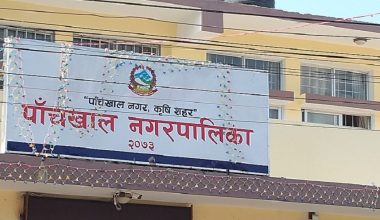 "पाँचखाल नगर, कृषि शहर"
पाँचखाल नगरपालिका
२०७३